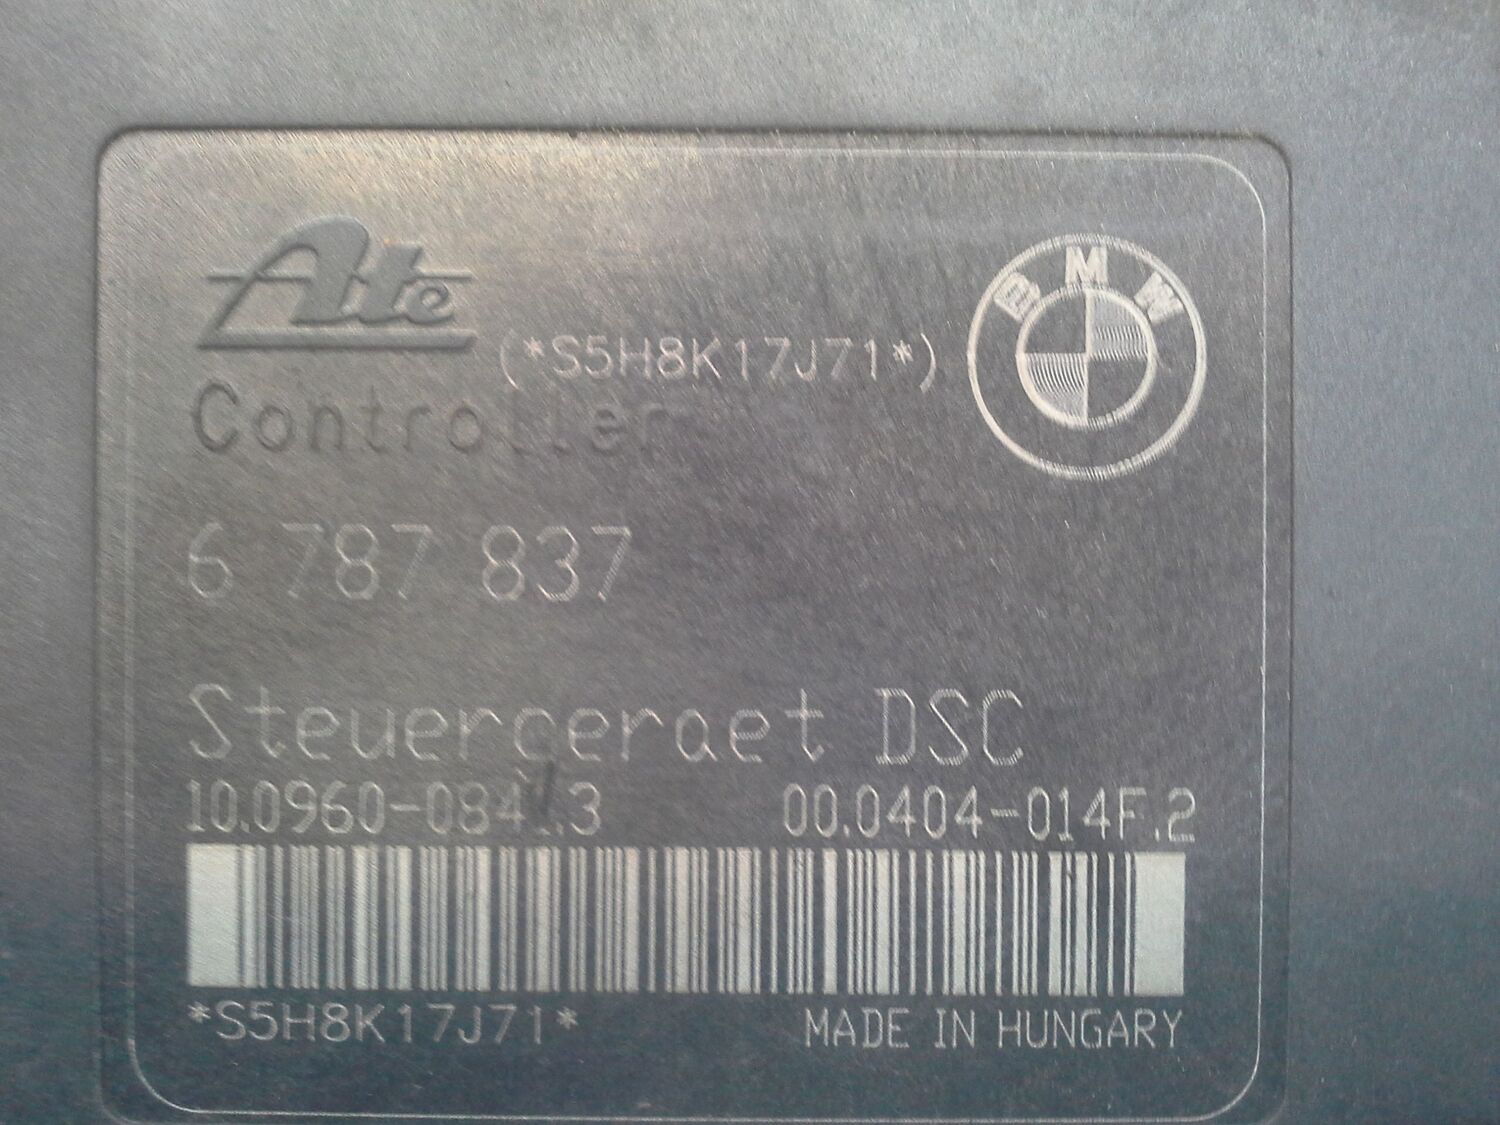 Ate
(*S5H8K17J71*)
BMW
Controller
6 787 837
Steuergeraet DSC
00.0404-014F.2
*S5H8K17J71*
MADE IN HUNGARY